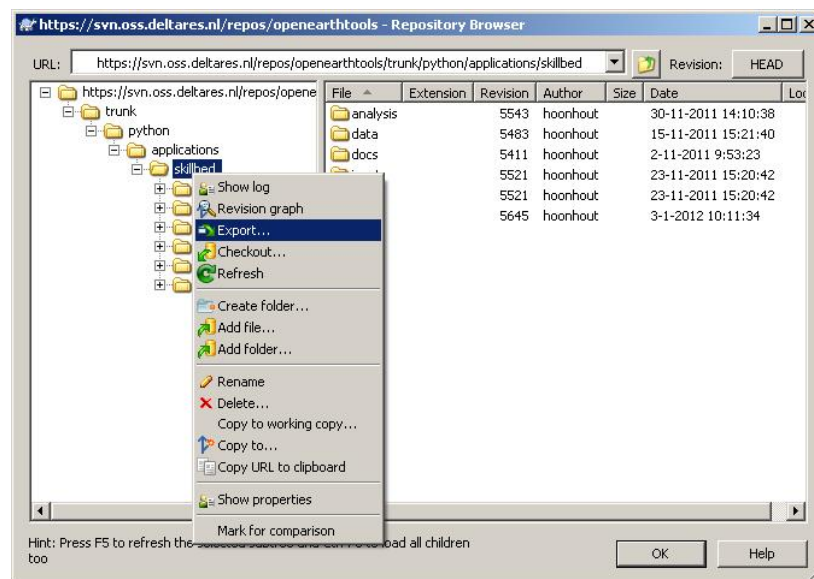 https://svn.oss.deltares.nl/repos/openearthtools - Repository Browser
URL: https://svn.oss.deltares.nl/repos/openearthtools/trunk/python/applications/skillbed Revision: HEAD
https://svn.oss.deltares.nl/repos/opene
trunk
python
applications
skillbed
File Extension Revision Author Size Date
analysis 5543 hoonhout 30-11-2011 14:10:38
data 5483 hoonhout 15-11-2011 15:21:40
docs 5411 hoonhout 2-11-2011 9:53:23
5521 hoonhout 23-11-2011 15:20:42
5521 hoonhout 23-11-2011 15:20:42
5645 hoonhout 3-1-2012 10:11:34
Show log
Revision graph
Export...
Checkout...
Refresh
Create folder...
Add file...
Add folder...
Rename
Delete...
Copy to working copy...
Copy to...
Copy URL to clipboard
Show properties
Mark for comparison
Hint: Press F5 to refresh the load all children
too
OK Help